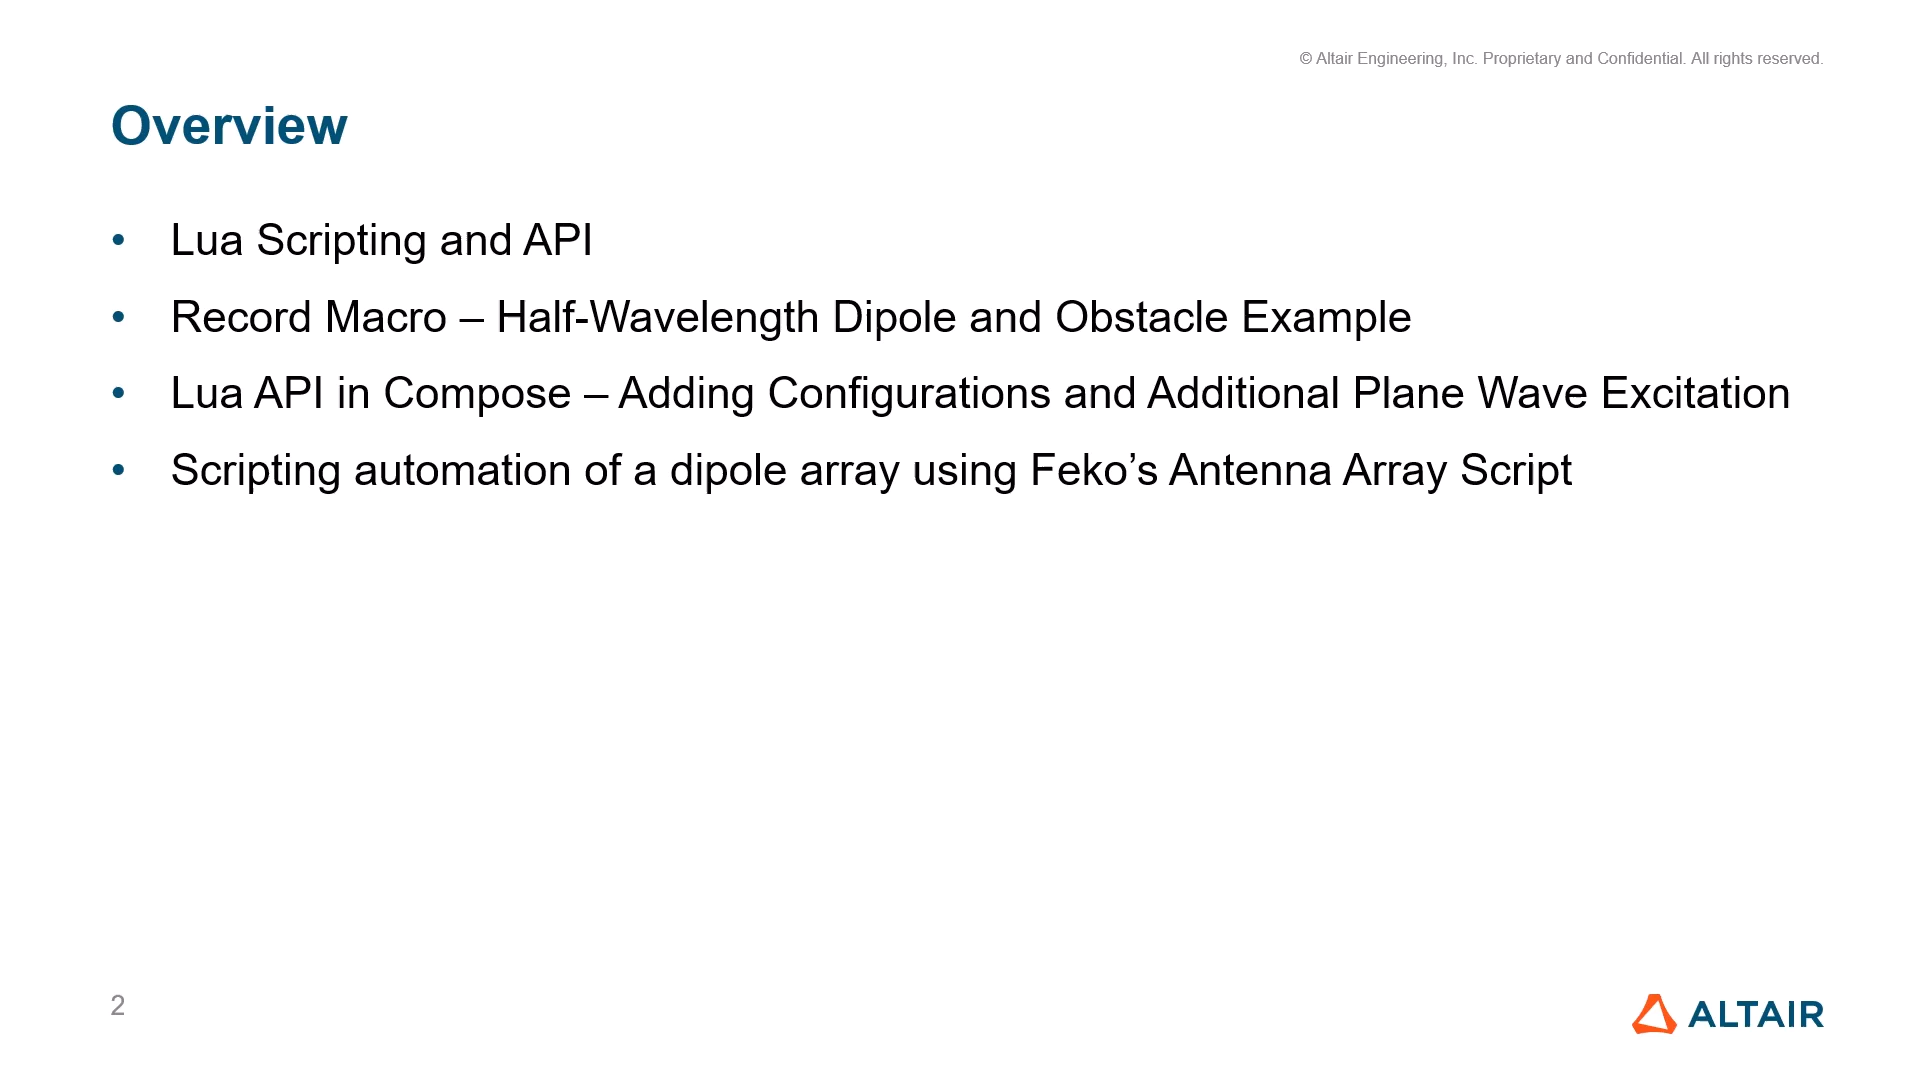 © Altair Engineering, Inc. Proprietary and Confidential. All rights reserved.
Overview
• Lua Scripting and API
• Record Macro – Half-Wavelength Dipole and Obstacle Example
• Lua API in Compose – Adding Configurations and Additional Plane Wave Excitation
• Scripting automation of a dipole array using Feko’s Antenna Array Script
2
ALTAIR